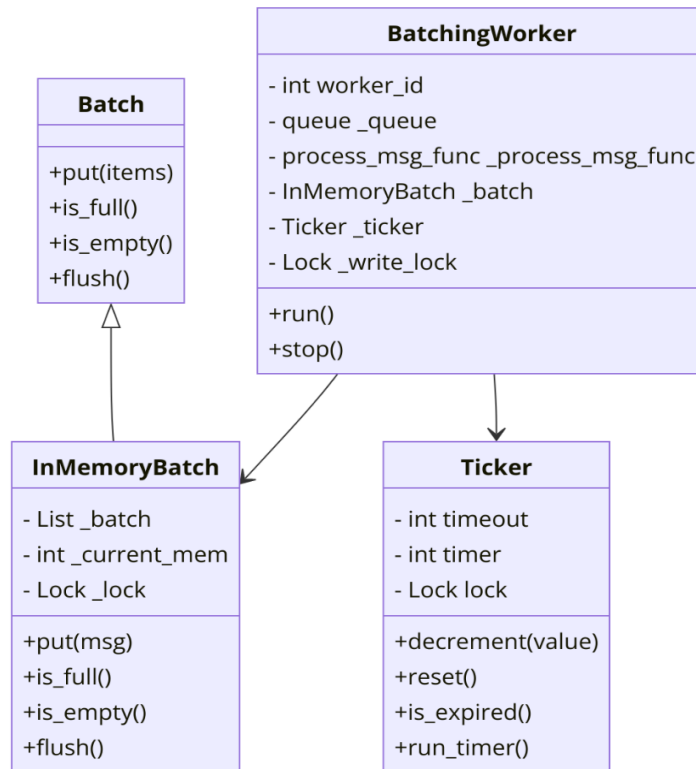 Batch
+put(items)
+is_full()
+is_empty()
+flush()
BatchingWorker
- int worker_id
- queue _queue
- process_msg_func _process_msg_func
- InMemoryBatch _batch
- Ticker _ticker
- Lock _write_lock
+run()
+stop()
InMemoryBatch
- List _batch
- int _current_mem
- Lock _lock
+put(msg)
+is_full()
+is_empty()
+flush()
Ticker
- int timeout
- int timer
- Lock lock
+decrement(value)
+reset()
+is_expired()
+run_timer()